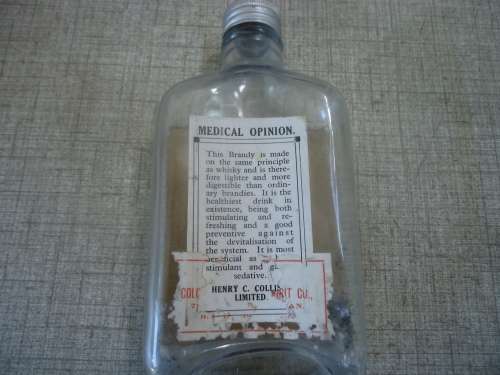 MEDICAL OPINION.
This Brandy is made
on the same principle
as whisky and is there-
fore lighter and more
digestible than ordin-
ary brandies. It is the
healthiest drink in
existence, being both
stimulating and re-
freshing and a good
preventive against
the devitalisation of
the system. It is most
as
stimulant and
sedative.
HENRY C.
LIMITED.
CO.,